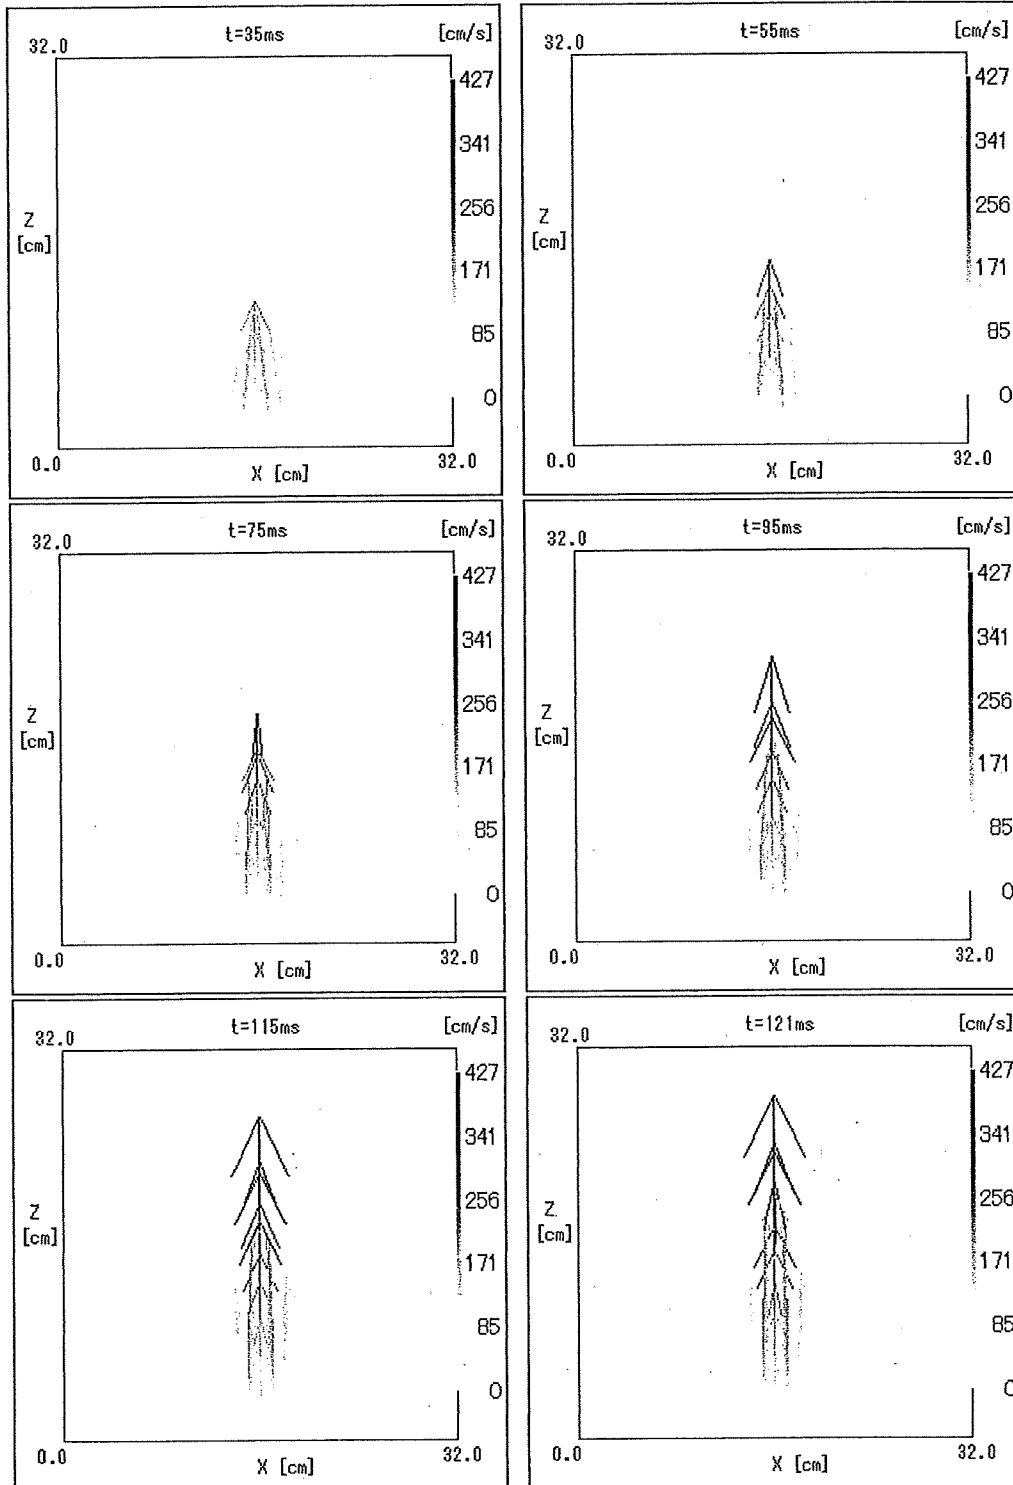 t=35ms [cm/s]
32.0
427
341
256
Z
[cm]
171
85
0
0.0 X [cm] 32.0
t=55ms [cm/s]
32.0
427
341
256
Z
[cm]
171
85
0
0.0 X [cm] 32.0
t=75ms [cm/s]
32.0
427
341
256
Z
[cm]
171
85
0
0.0 X [cm] 32.0
t=95ms [cm/s]
32.0
427
341
256
Z
[cm]
171
85
0
0.0 X [cm] 32.0
t=115ms [cm/s]
32.0
427
341
256
Z
[cm]
171
85
0
0.0 X [cm] 32.0
t=121ms [cm/s]
32.0
427
341
256
Z
[cm]
171
85
0
0.0 X [cm] 32.0